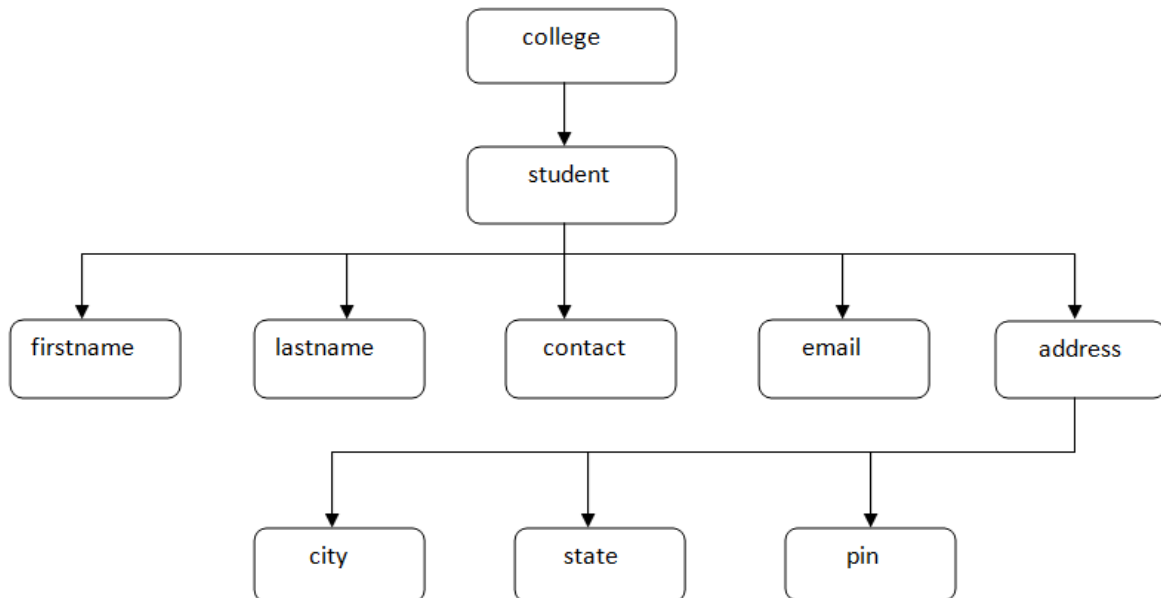 college
student
firstname
lastname
contact
email
address
city
state
pin